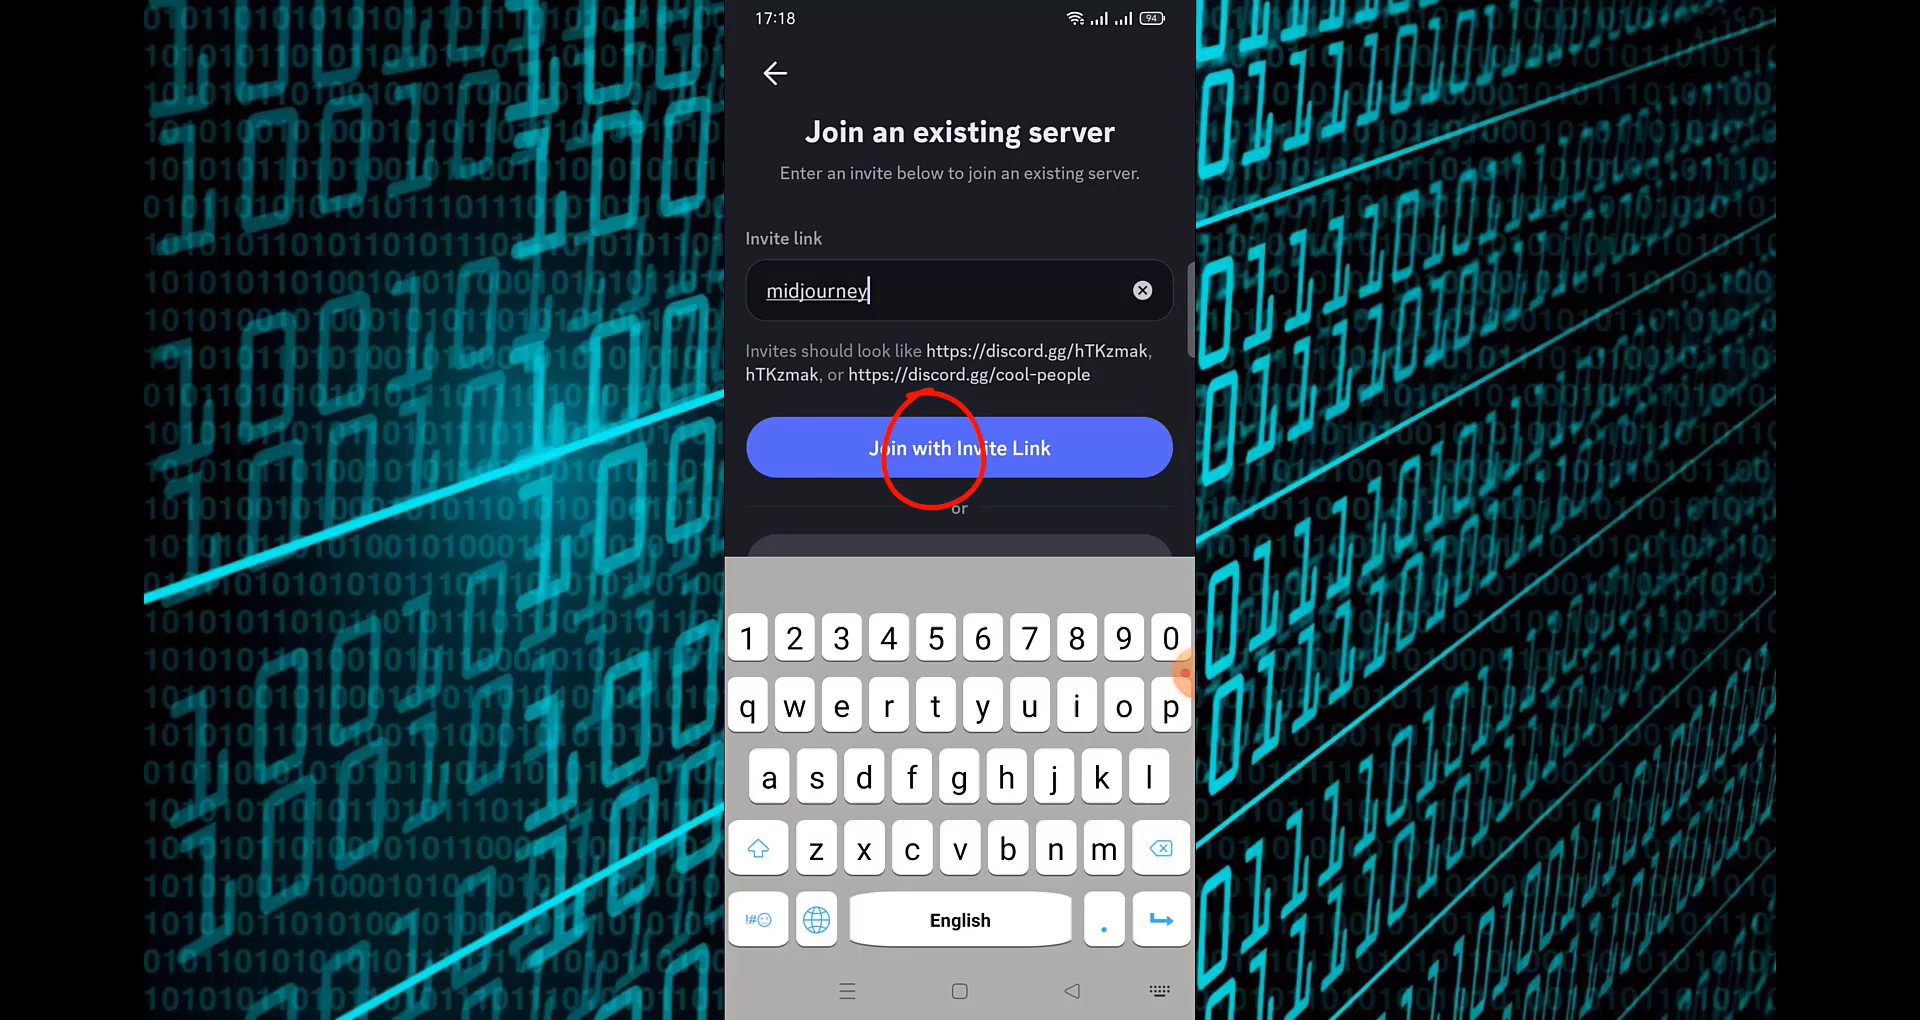 17:18
94
Join an existing server
Enter an invite below to join an existing server.
Invite link
midjourney
Invites should look like https://discord.gg/hTKzmak,
hTKzmak, or https://discord.gg/cool-people
Join with Invite Link
or
1 2 3 4 5 6 7 8 9 0
q w e r t y u i o p
a s d f g h j k l
z x c v b n m
!#☺ English .